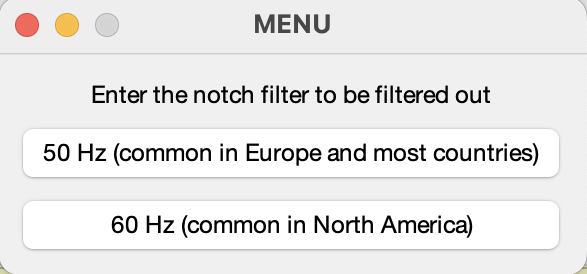 MENU
Enter the notch filter to be filtered out
50 Hz (common in Europe and most countries)
60 Hz (common in North America)